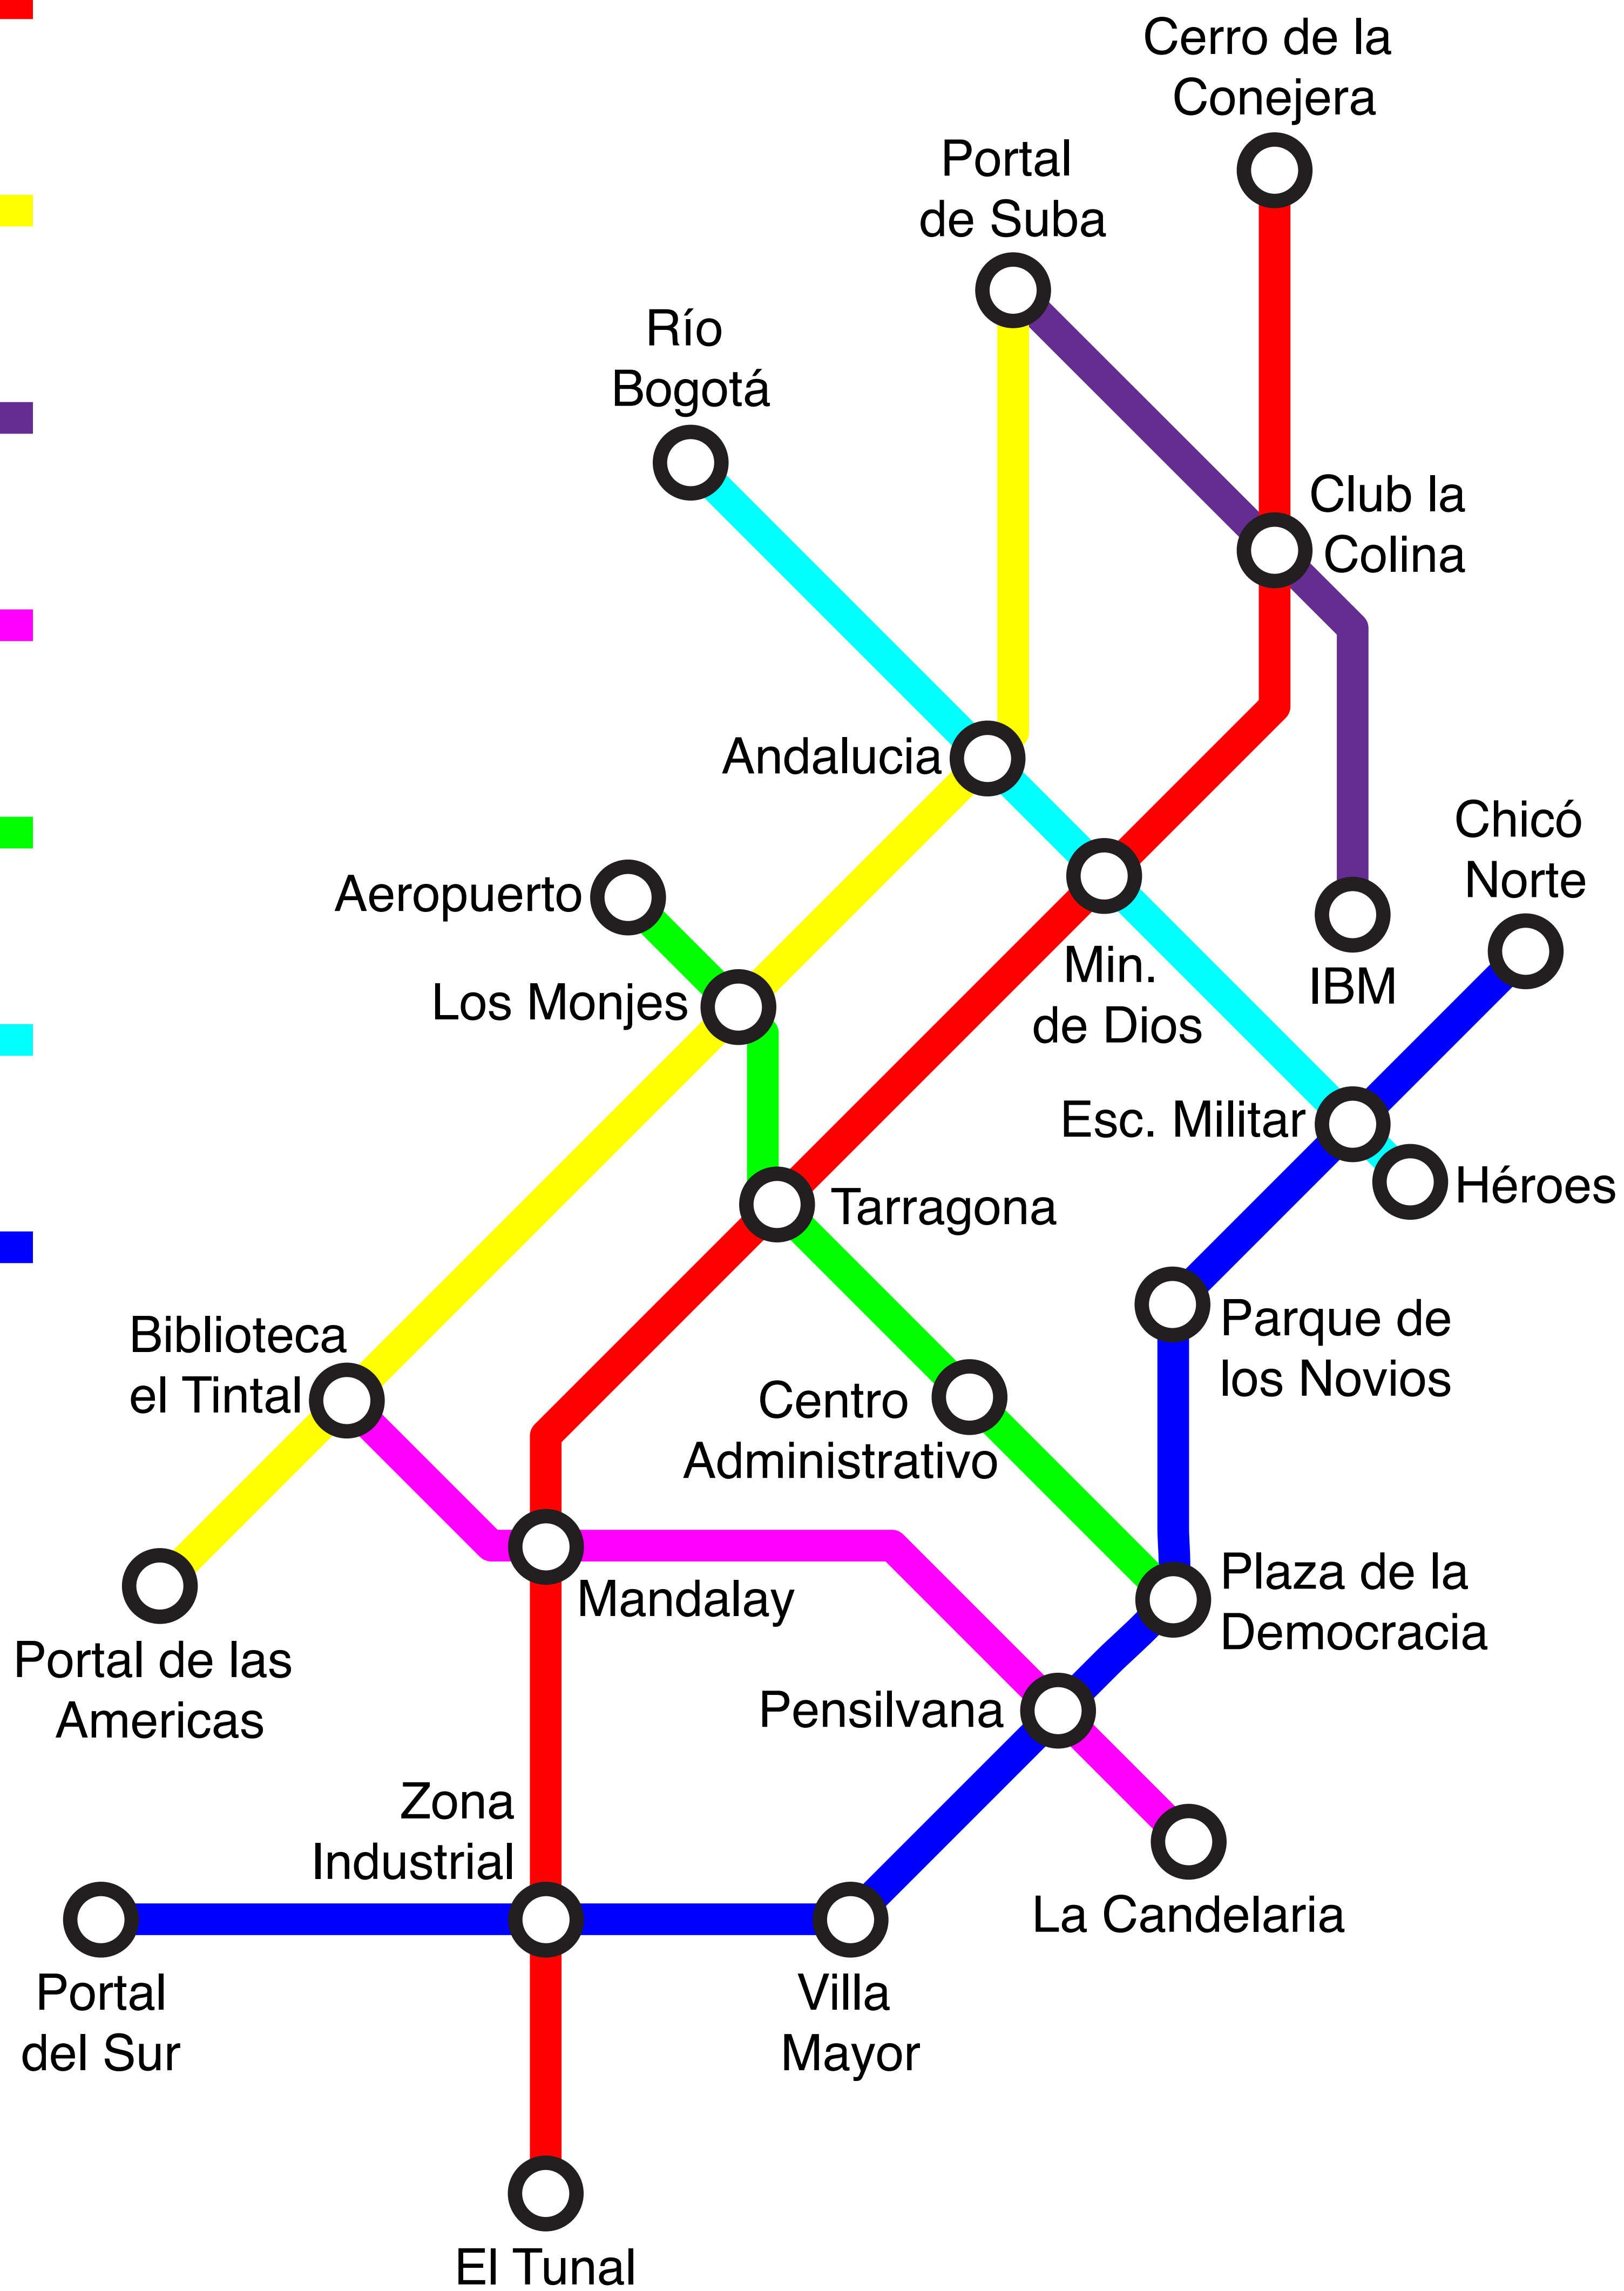 Cerro de la
Conejera
Portal
de Suba
Río
Bogotá
Club la
Colina
Andalucia
Chicó
Norte
Aeropuerto
Min.
de Dios
IBM
Los Monjes
Esc. Militar
Héroes
Tarragona
Biblioteca
el Tintal
Parque de
los Novios
Centro
Administrativo
Mandalay
Plaza de la
Democracia
Portal de las
Americas
Pensilvana
Zona
Industrial
La Candelaria
Portal
del Sur
Villa
Mayor
El Tunal